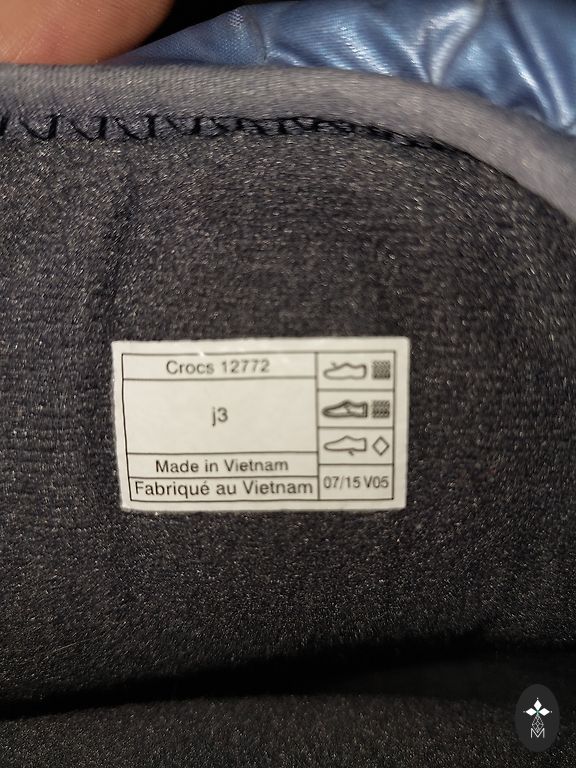 Crocs 12772
j3
Made in Vietnam
Fabriqué au Vietnam
07/15 V05
M